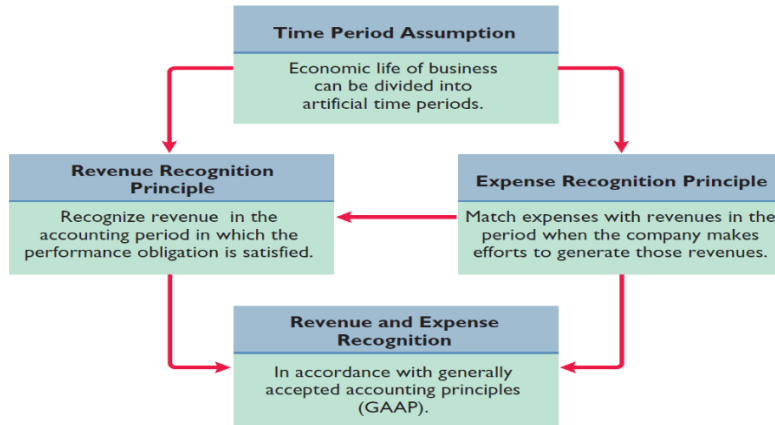 Time Period Assumption
Economic life of business
can be divided into
artificial time periods.
Revenue Recognition
Principle
Recognize revenue in the
accounting period in which the
performance obligation is satisfied.
Expense Recognition Principle
Match expenses with revenues in the
period when the company makes
efforts to generate those revenues.
Revenue and Expense
Recognition
In accordance with generally
accepted accounting principles
(GAAP).